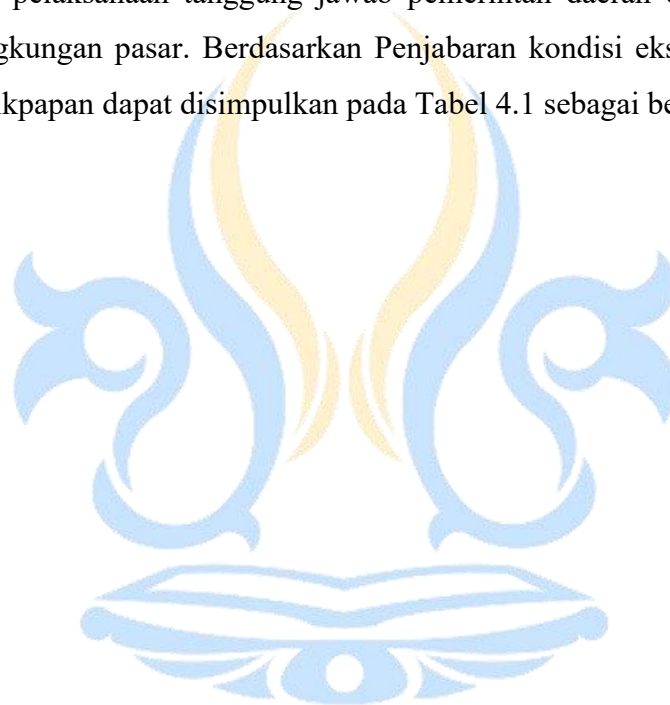 pelaksanaan tanggung jawab pemerintah daerah
gkungan pasar. Berdasarkan Penjabaran kondisi eks
ikpapan dapat disimpulkan pada Tabel 4.1 sebagai be